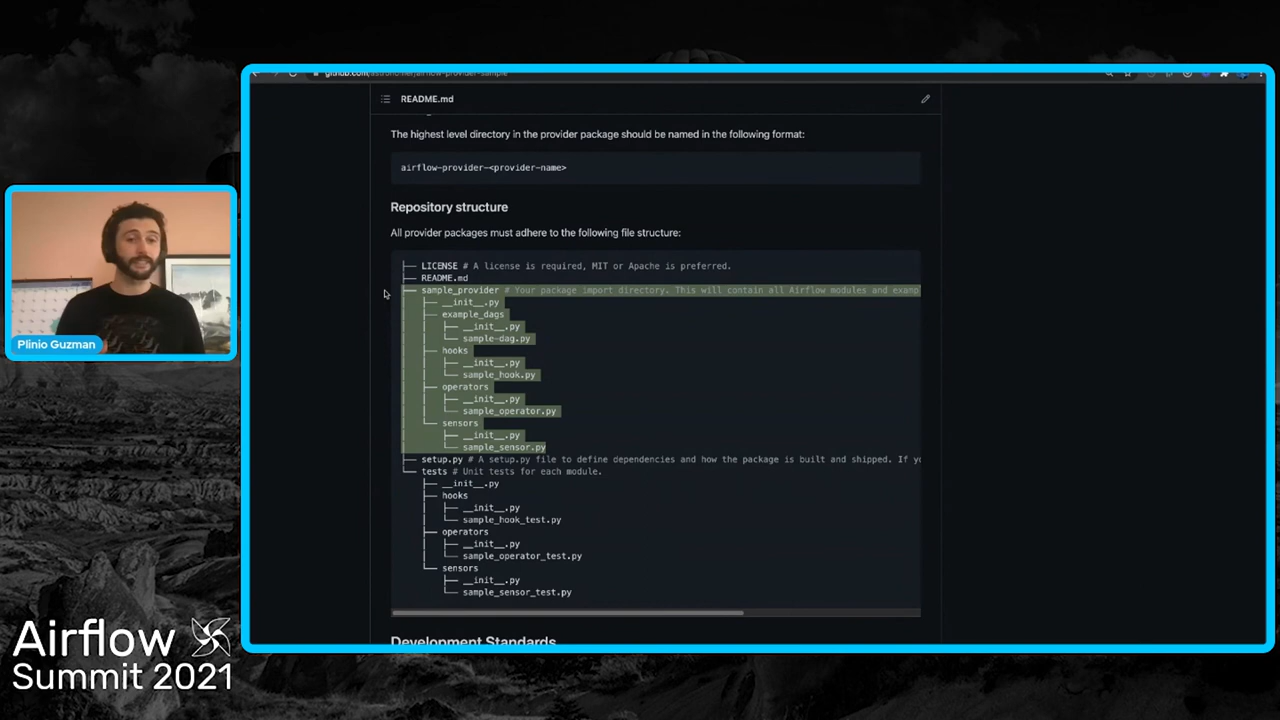 github.com/astronomer/airflow-provider-sample
README.md
The highest level directory in the provider package should be named in the following format:
airflow-provider-<provider-name>
Repository structure
All provider packages must adhere to the following file structure:
├── LICENSE # A license is required, MIT or Apache is preferred.
├── README.md
├── sample_provider # Your package import directory. This will contain all Airflow modules and examp
│   ├── __init__.py
│   ├── example_dags
│   │   ├── __init__.py
│   │   └── sample-dag.py
│   ├── hooks
│   │   ├── __init__.py
│   │   └── sample_hook.py
│   ├── operators
│   │   ├── __init__.py
│   │   └── sample_operator.py
│   └── sensors
│       ├── __init__.py
│       └── sample_sensor.py
├── setup.py # A setup.py file to define dependencies and how the package is built and shipped. If yo
└── tests # Unit tests for each module.
    ├── __init__.py
    ├── hooks
    │   ├── __init__.py
    │   └── sample_hook_test.py
    ├── operators
    │   ├── __init__.py
    │   └── sample_operator_test.py
    └── sensors
        ├── __init__.py
        └── sample_sensor_test.py
Development Standards
Plinio Guzman
Airflow
Summit 2021